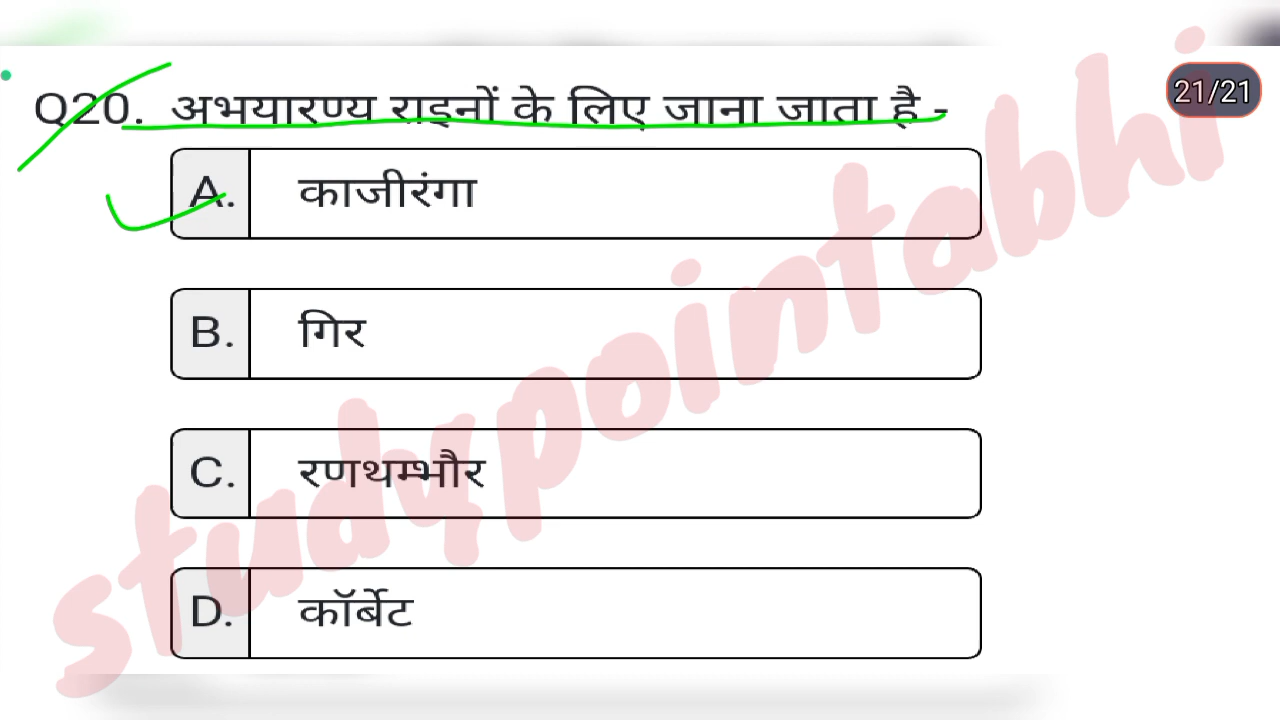 21/21
Q20. अभयारण्य राइनों के लिए जाना जाता है -
A. काजीरंगा
B. गिर
C. रणथम्भौर
D. कॉर्बेट
studypointabhi